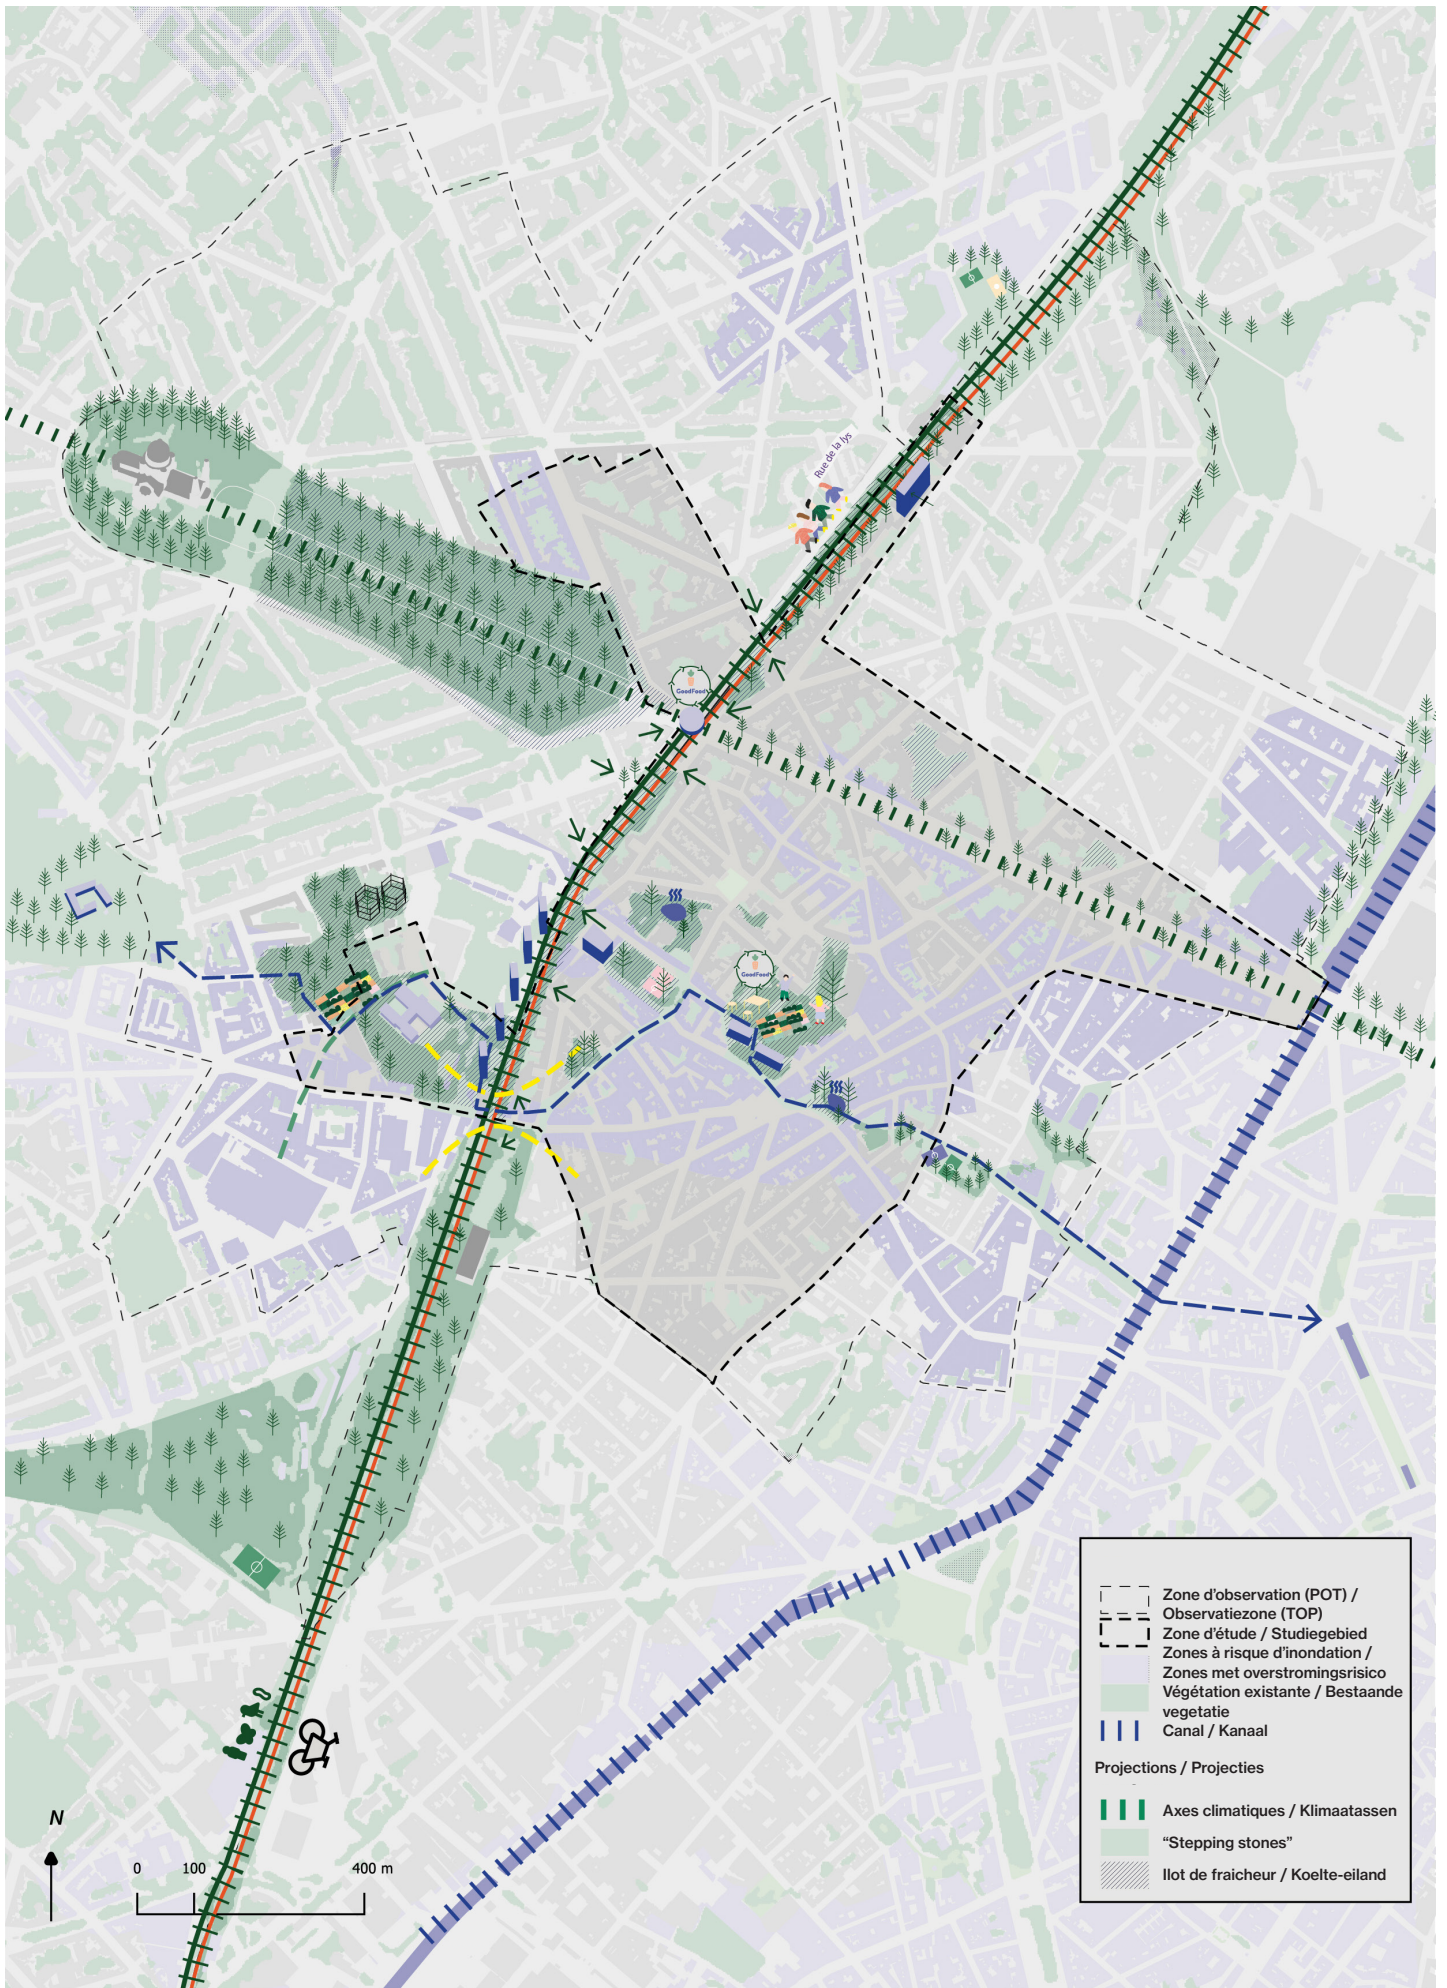 Rue de la lys
GoodFood
GoodFood
Zone d'observation (POT) /
Observatiezone (TOP)
Zone d'étude / Studiegebied
Zones à risque d'inondation /
Zones met overstromingsrisico
Végétation existante / Bestaande
vegetatie
Canal / Kanaal
Projections / Projecties
Axes climatiques / Klimaatassen
“Stepping stones”
Ilot de fraicheur / Koelte-eiland
N
0 100 400 m